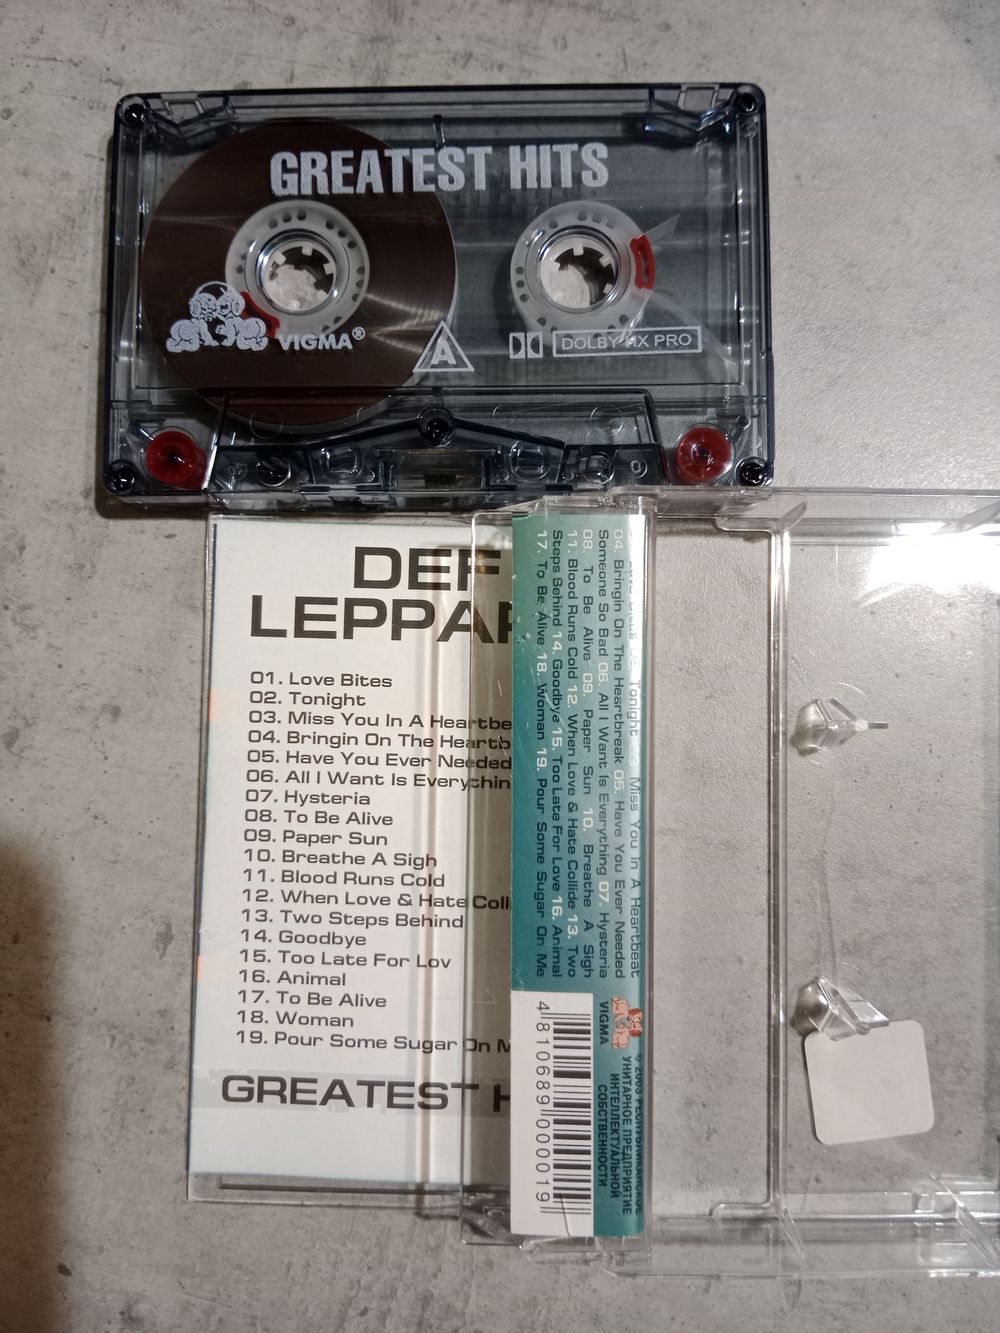 GREATEST HITS
VIGMA®
A
DOLBY HX PRO
DEF
LEPPAR
01. Love Bites
02. Tonight
03. Miss You In A Heartbe
04. Bringin On The Heartb
05. Have You Ever Needed
06. All I Want Is Everythin
07. Hysteria
08. To Be Alive
09. Paper Sun
10. Breathe A Sigh
11. Blood Runs Cold
12. When Love & Hate Colli
13. Two Steps Behind
14. Goodbye
15. Too Late For Lov
16. Animal
17. To Be Alive
18. Woman
19. Pour Some Sugar On M
GREATEST H
Tonight 03. Miss You In A Heartbeat
04. Bringin On The Heartbreak 05. Have You Ever Needed
Someone So Bad 06. All I Want Is Everything 07. Hysteria
08. To Be Alive 09. Paper Sun 10. Breathe A Sigh
11. Blood Runs Cold 12. When Love & Hate Collide 13. Two
Steps Behind 14. Goodbye 15. Too Late For Love 16. Animal
17. To Be Alive 18. Woman 19. Pour Some Sugar On Me
VIGMA
© 2003 РЕСПУБЛИКАНСКОЕ
УНИТАРНОЕ ПРЕДПРИЯТИЕ
ИНТЕЛЛЕКТУАЛЬНОЙ
СОБСТВЕННОСТИ
4 810689 000019